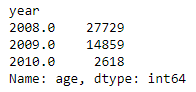 year
2008.0    27729
2009.0    14859
2010.0     2618
Name: age, dtype: int64